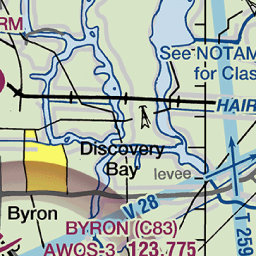 RM
See NOTAM
for Clas
HAIR
Discovery
Bay
levee
Byron
V 28
T 259
BYRON (C83)
AWOS-3 123.775